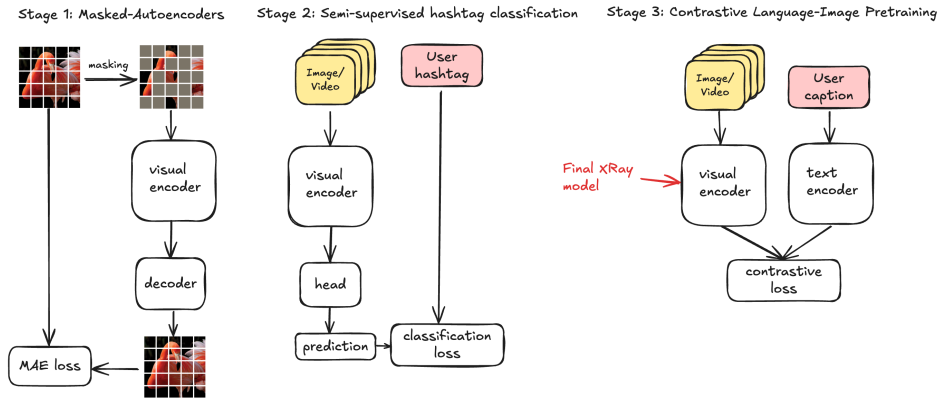 Stage 1: Masked-Autoencoders
masking
visual
encoder
decoder
MAE loss
Stage 2: Semi-supervised hashtag classification
Image/
Video
User
hashtag
visual
encoder
head
prediction
classification
loss
Stage 3: Contrastive Language-Image Pretraining
Image/
Video
User
caption
Final XRay
model
visual
encoder
text
encoder
contrastive
loss